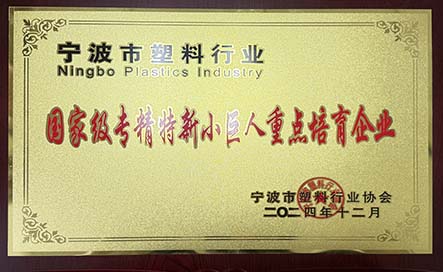 宁波市塑料行业
Ningbo Plastics Industry
国家级专精特新小巨人重点培育企业
宁波市塑料行业协会
二〇二四年十二月